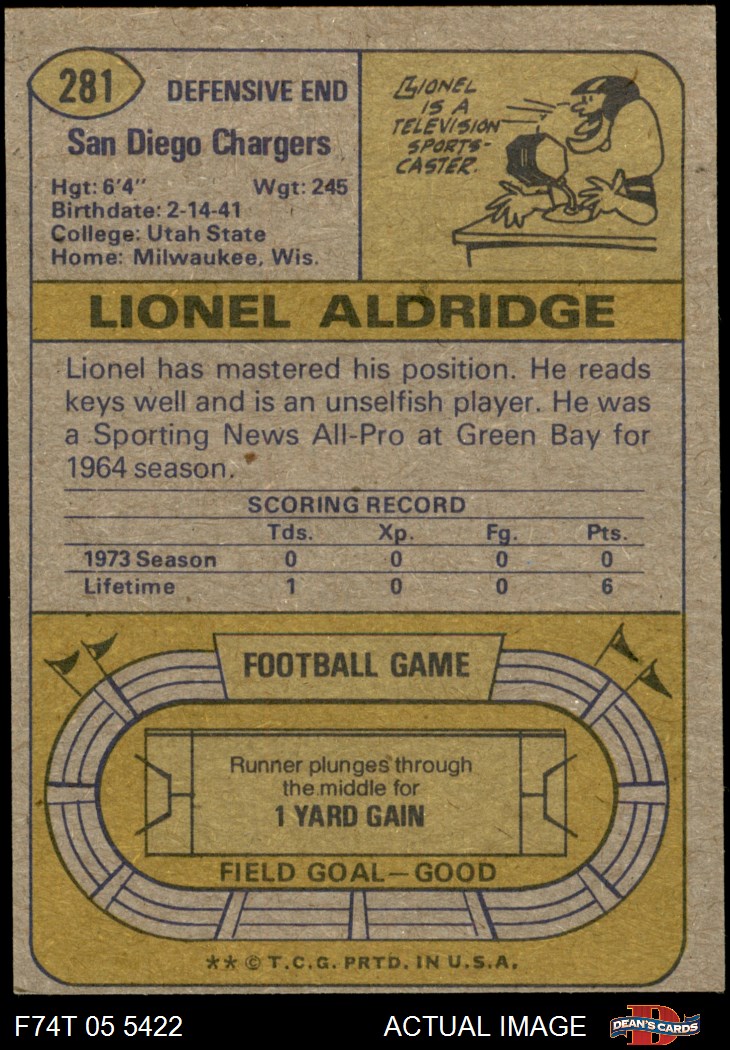 281
DEFENSIVE END
San Diego Chargers
Hgt: 6'4" Wgt: 245
Birthdate: 2-14-41
College: Utah State
Home: Milwaukee, Wis.
LIONEL
IS A
TELEVISION
SPORTS-
CASTER.
LIONEL ALDRIDGE
Lionel has mastered his position. He reads
keys well and is an unselfish player. He was
a Sporting News All-Pro at Green Bay for
1964 season.
SCORING RECORD
Tds. Xp. Fg. Pts.
1973 Season 0 0 0 0
Lifetime 1 0 0 6
FOOTBALL GAME
Runner plunges through
the middle for
1 YARD GAIN
FIELD GOAL—GOOD
** © T.C.G. PRTD. IN U.S.A.
F74T 05 5422 ACTUAL IMAGE
D
DEAN'S CARDS